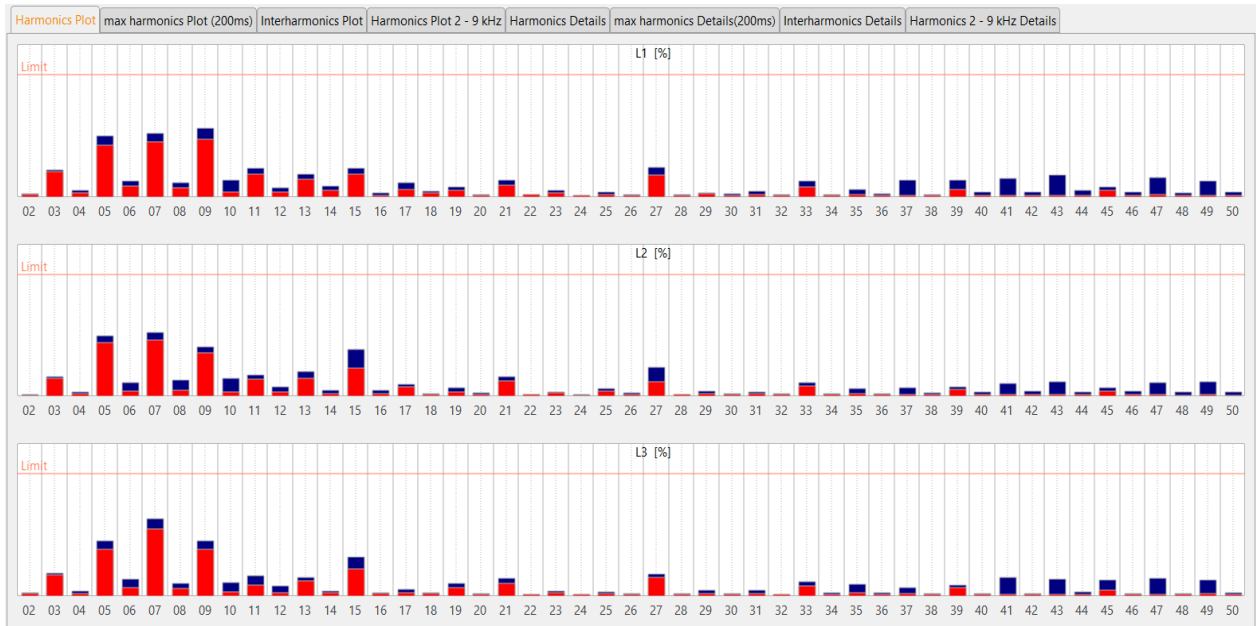 Harmonics Plot max harmonics Plot (200ms) Interharmonics Plot Harmonics Plot 2 - 9 kHz Harmonics Details max harmonics Details(200ms) Interharmonics Details Harmonics 2 - 9 kHz Details
L1 [%]
Limit
02 03 04 05 06 07 08 09 10 11 12 13 14 15 16 17 18 19 20 21 22 23 24 25 26 27 28 29 30 31 32 33 34 35 36 37 38 39 40 41 42 43 44 45 46 47 48 49 50
L2 [%]
Limit
02 03 04 05 06 07 08 09 10 11 12 13 14 15 16 17 18 19 20 21 22 23 24 25 26 27 28 29 30 31 32 33 34 35 36 37 38 39 40 41 42 43 44 45 46 47 48 49 50
L3 [%]
Limit
02 03 04 05 06 07 08 09 10 11 12 13 14 15 16 17 18 19 20 21 22 23 24 25 26 27 28 29 30 31 32 33 34 35 36 37 38 39 40 41 42 43 44 45 46 47 48 49 50